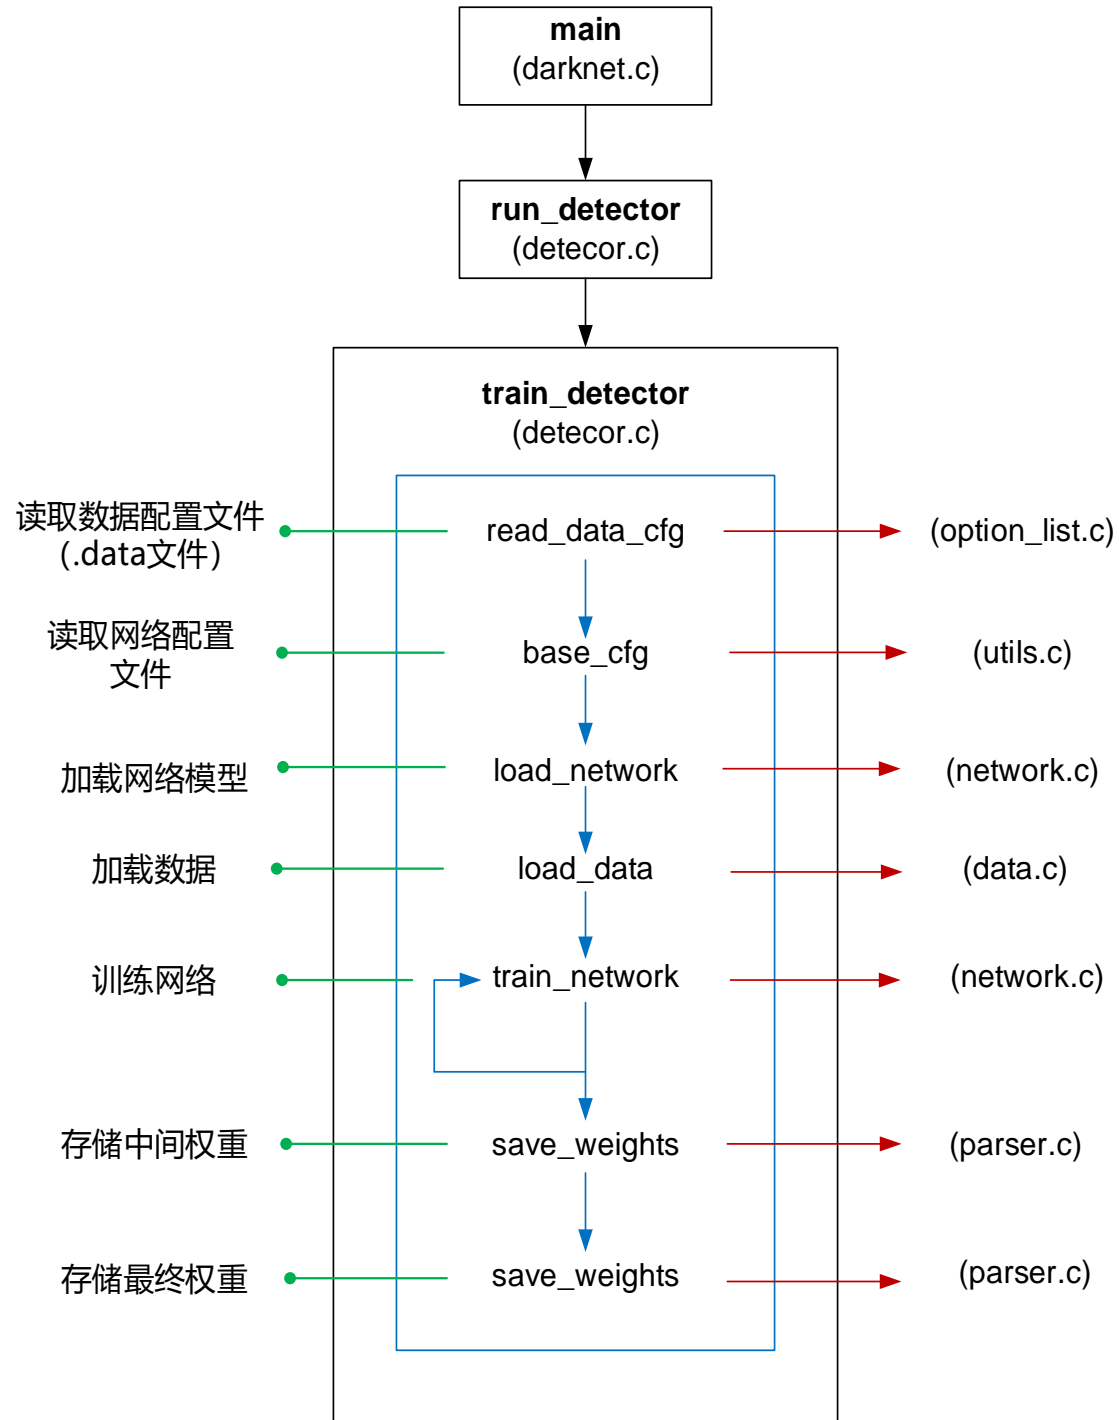 main
(darknet.c)
run_detector
(detecor.c)
train_detector
(detecor.c)
读取数据配置文件
(.data文件)
read_data_cfg
(option_list.c)
读取网络配置
文件
base_cfg
(utils.c)
加载网络模型
load_network
(network.c)
加载数据
load_data
(data.c)
训练网络
train_network
(network.c)
存储中间权重
save_weights
(parser.c)
存储最终权重
save_weights
(parser.c)